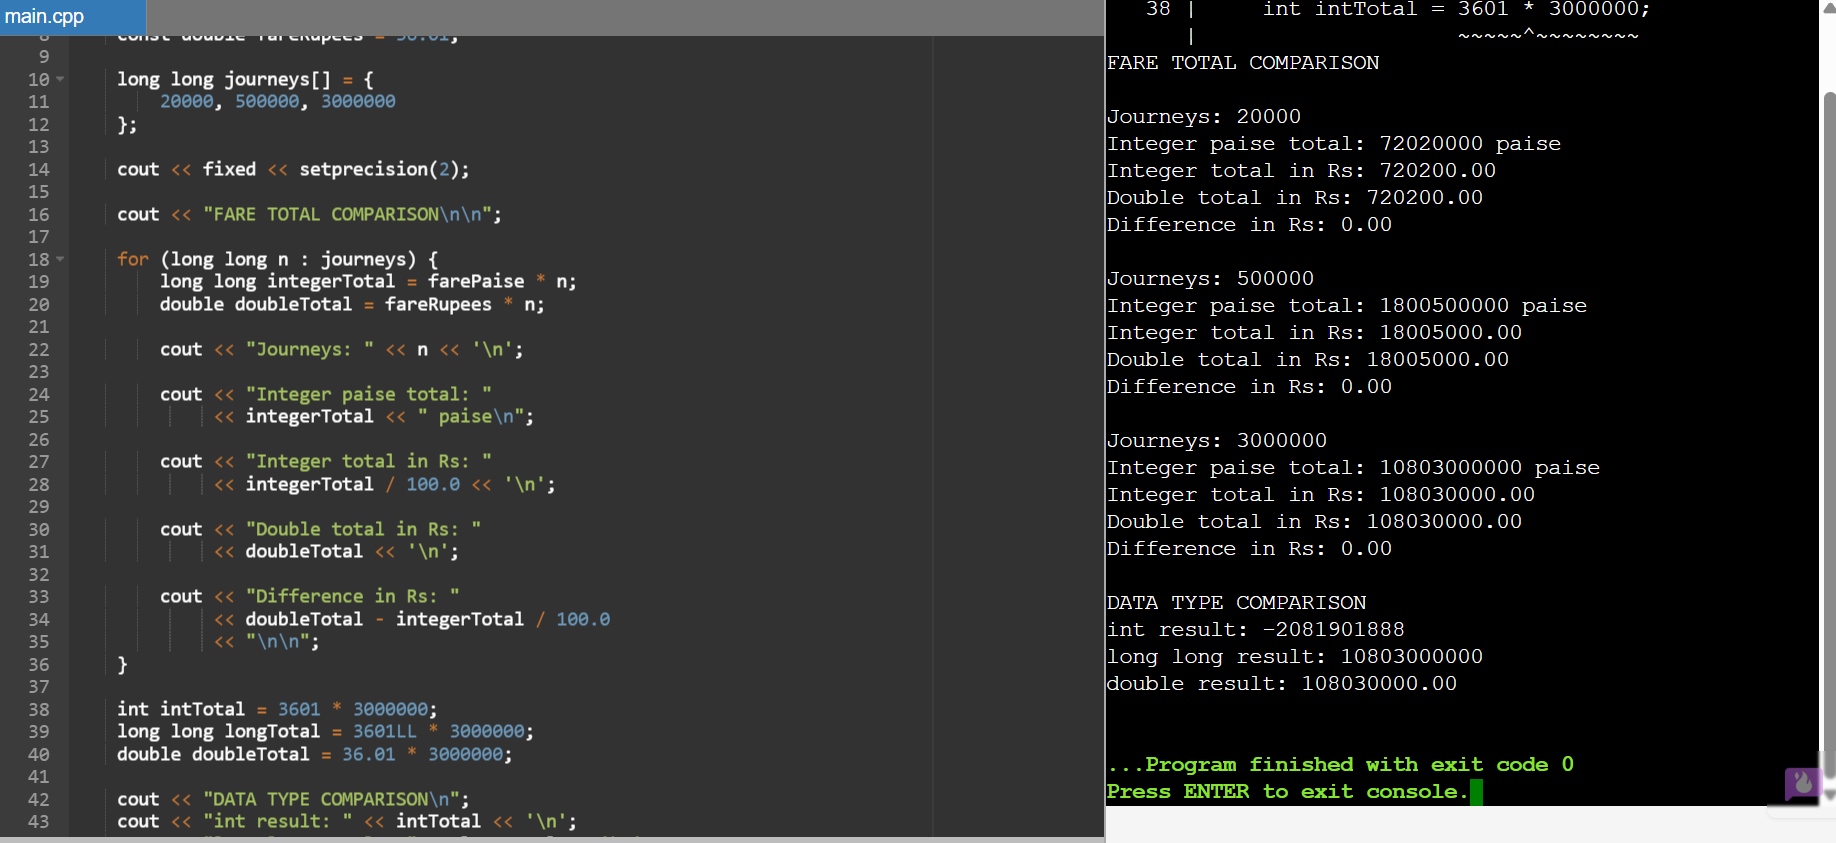 main.cpp
8 const double fareRupees = 36.01;
9
10 long long journeys[] = {
11 20000, 500000, 3000000
12 };
13
14 cout << fixed << setprecision(2);
15
16 cout << "FARE TOTAL COMPARISON\n\n";
17
18 for (long long n : journeys) {
19 long long integerTotal = farePaise * n;
20 double doubleTotal = fareRupees * n;
21
22 cout << "Journeys: " << n << '\n';
23
24 cout << "Integer paise total: "
25 << integerTotal << " paise\n";
26
27 cout << "Integer total in Rs: "
28 << integerTotal / 100.0 << '\n';
29
30 cout << "Double total in Rs: "
31 << doubleTotal << '\n';
32
33 cout << "Difference in Rs: "
34 << doubleTotal - integerTotal / 100.0
35 << "\n\n";
36 }
37
38 int intTotal = 3601 * 3000000;
39 long long longTotal = 3601LL * 3000000;
40 double doubleTotal = 36.01 * 3000000;
41
42 cout << "DATA TYPE COMPARISON\n";
43 cout << "int result: " << intTotal << '\n';
38 | int intTotal = 3601 * 3000000;
| ~~~~~^~~~~~~~~
FARE TOTAL COMPARISON
Journeys: 20000
Integer paise total: 72020000 paise
Integer total in Rs: 720200.00
Double total in Rs: 720200.00
Difference in Rs: 0.00
Journeys: 500000
Integer paise total: 1800500000 paise
Integer total in Rs: 18005000.00
Double total in Rs: 18005000.00
Difference in Rs: 0.00
Journeys: 3000000
Integer paise total: 10803000000 paise
Integer total in Rs: 108030000.00
Double total in Rs: 108030000.00
Difference in Rs: 0.00
DATA TYPE COMPARISON
int result: -2081901888
long long result: 10803000000
double result: 108030000.00
...Program finished with exit code 0
Press ENTER to exit console.